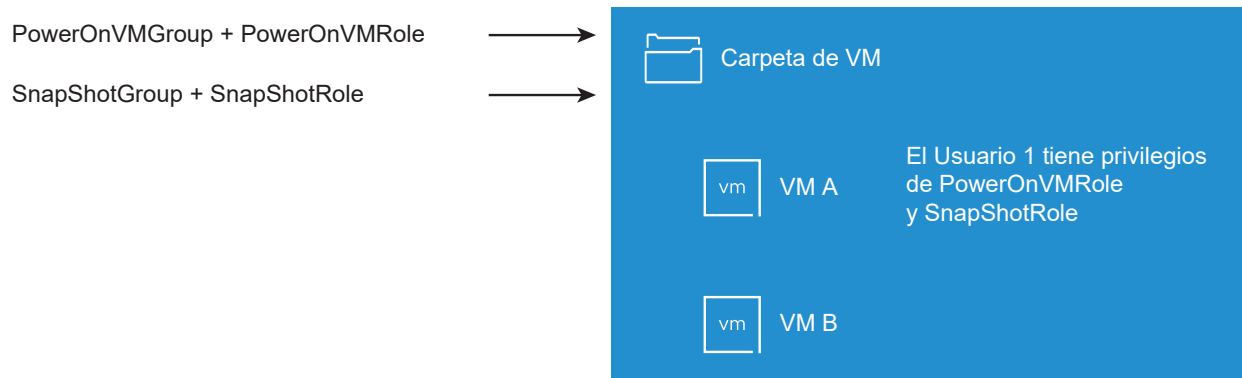 PowerOnVMGroup + PowerOnVMRole
SnapShotGroup + SnapShotRole
Carpeta de VM
vm
VM A
El Usuario 1 tiene privilegios
de PowerOnVMRole
y SnapShotRole
vm
VM B